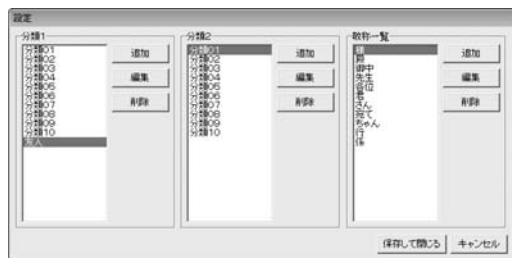 設定
分類1
分類01
分類02
分類03
分類04
分類05
分類06
分類07
分類08
分類09
分類10
友人
追加
編集
削除
分類2
分類01
分類02
分類03
分類04
分類05
分類06
分類07
分類08
分類09
分類10
追加
編集
削除
敬称一覧
様
殿
御中
先生
各位
君
さん
宛て
ちゃん
行
係
追加
編集
削除
保存して閉じる
キャンセル